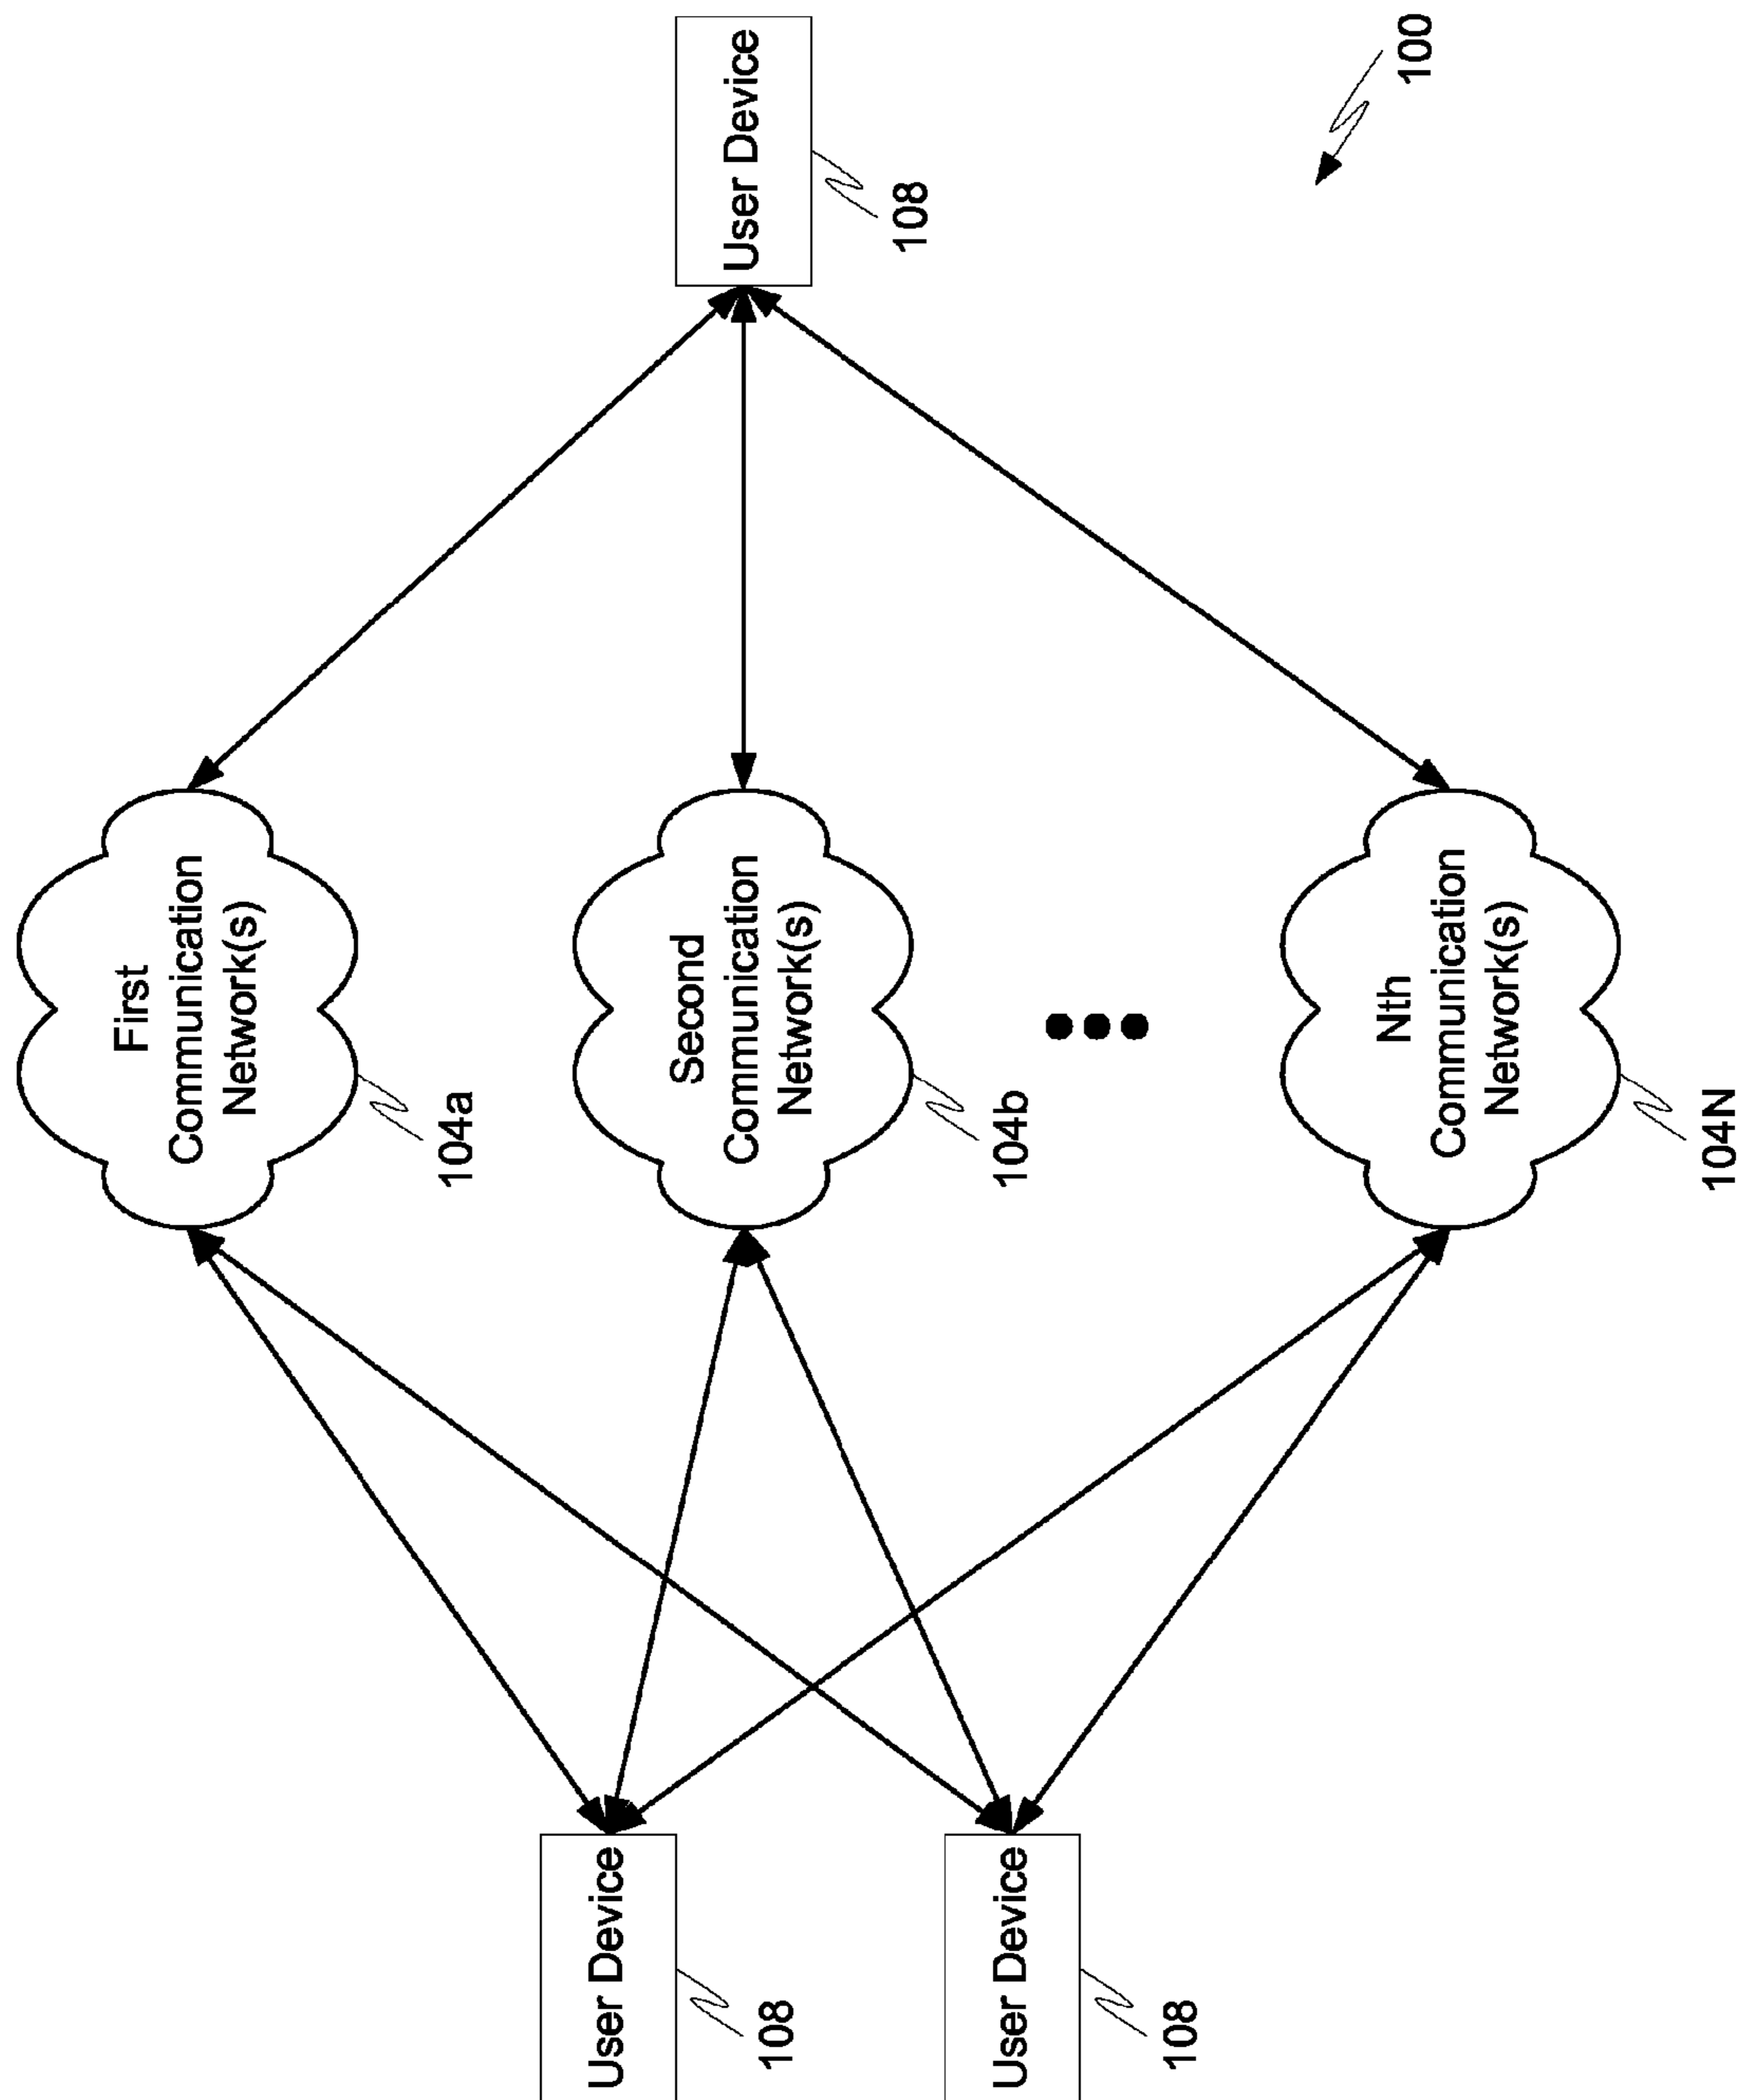 User Device
108
User Device
108
First
Communication
Network(s)
104a
Second
Communication
Network(s)
104b
Nth
Communication
Network(s)
104N
User Device
108
100